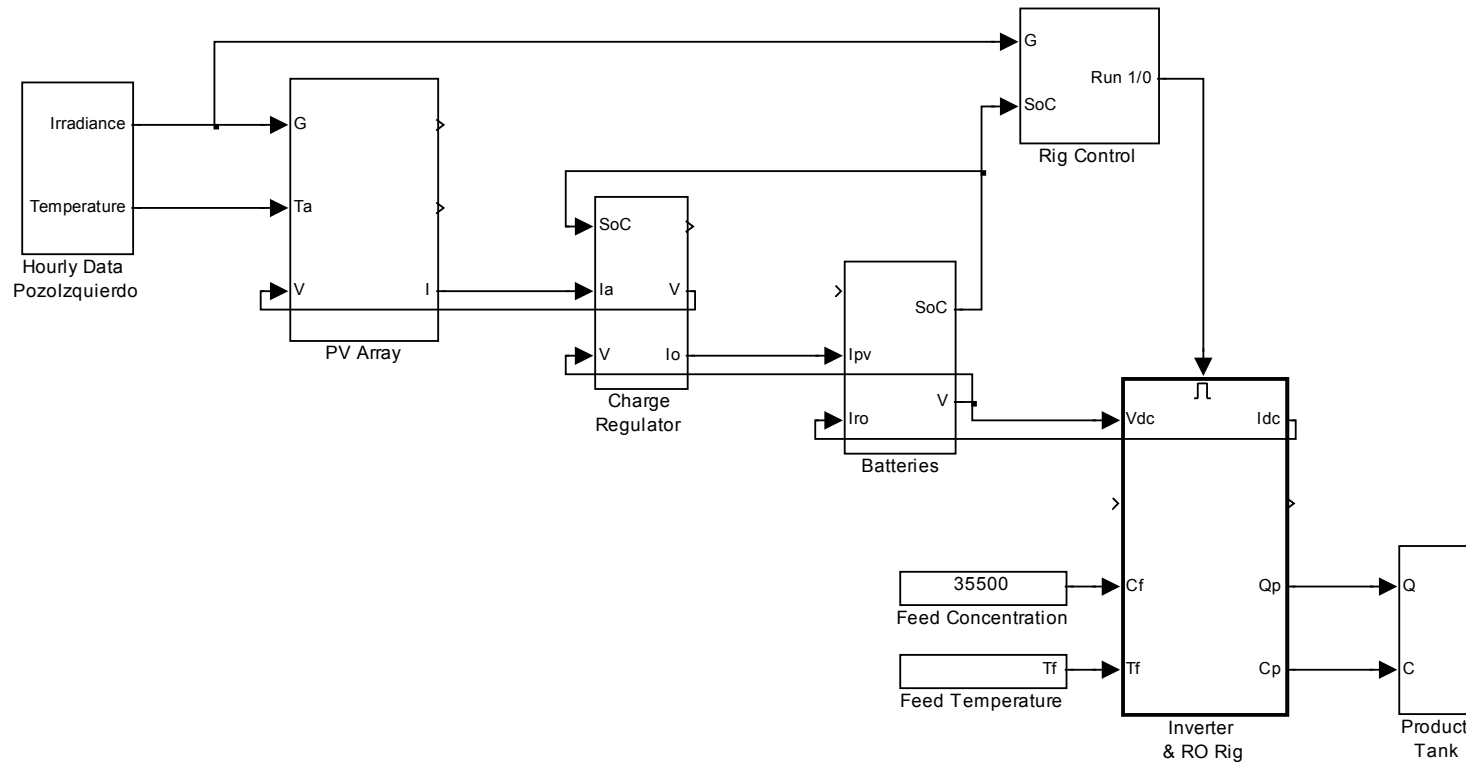 G
Run 1/0
SoC
Rig Control
Irradiance
Temperature
Hourly Data
PozoIzquierdo
G
Ta
V
I
PV Array
SoC
Ia
V
V
Io
Charge
Regulator
SoC
Ipv
V
Iro
Batteries
Vdc
Idc
Cf
Qp
Tf
Cp
Inverter
& RO Rig
35500
Feed Concentration
Tf
Feed Temperature
Q
C
Product
Tank